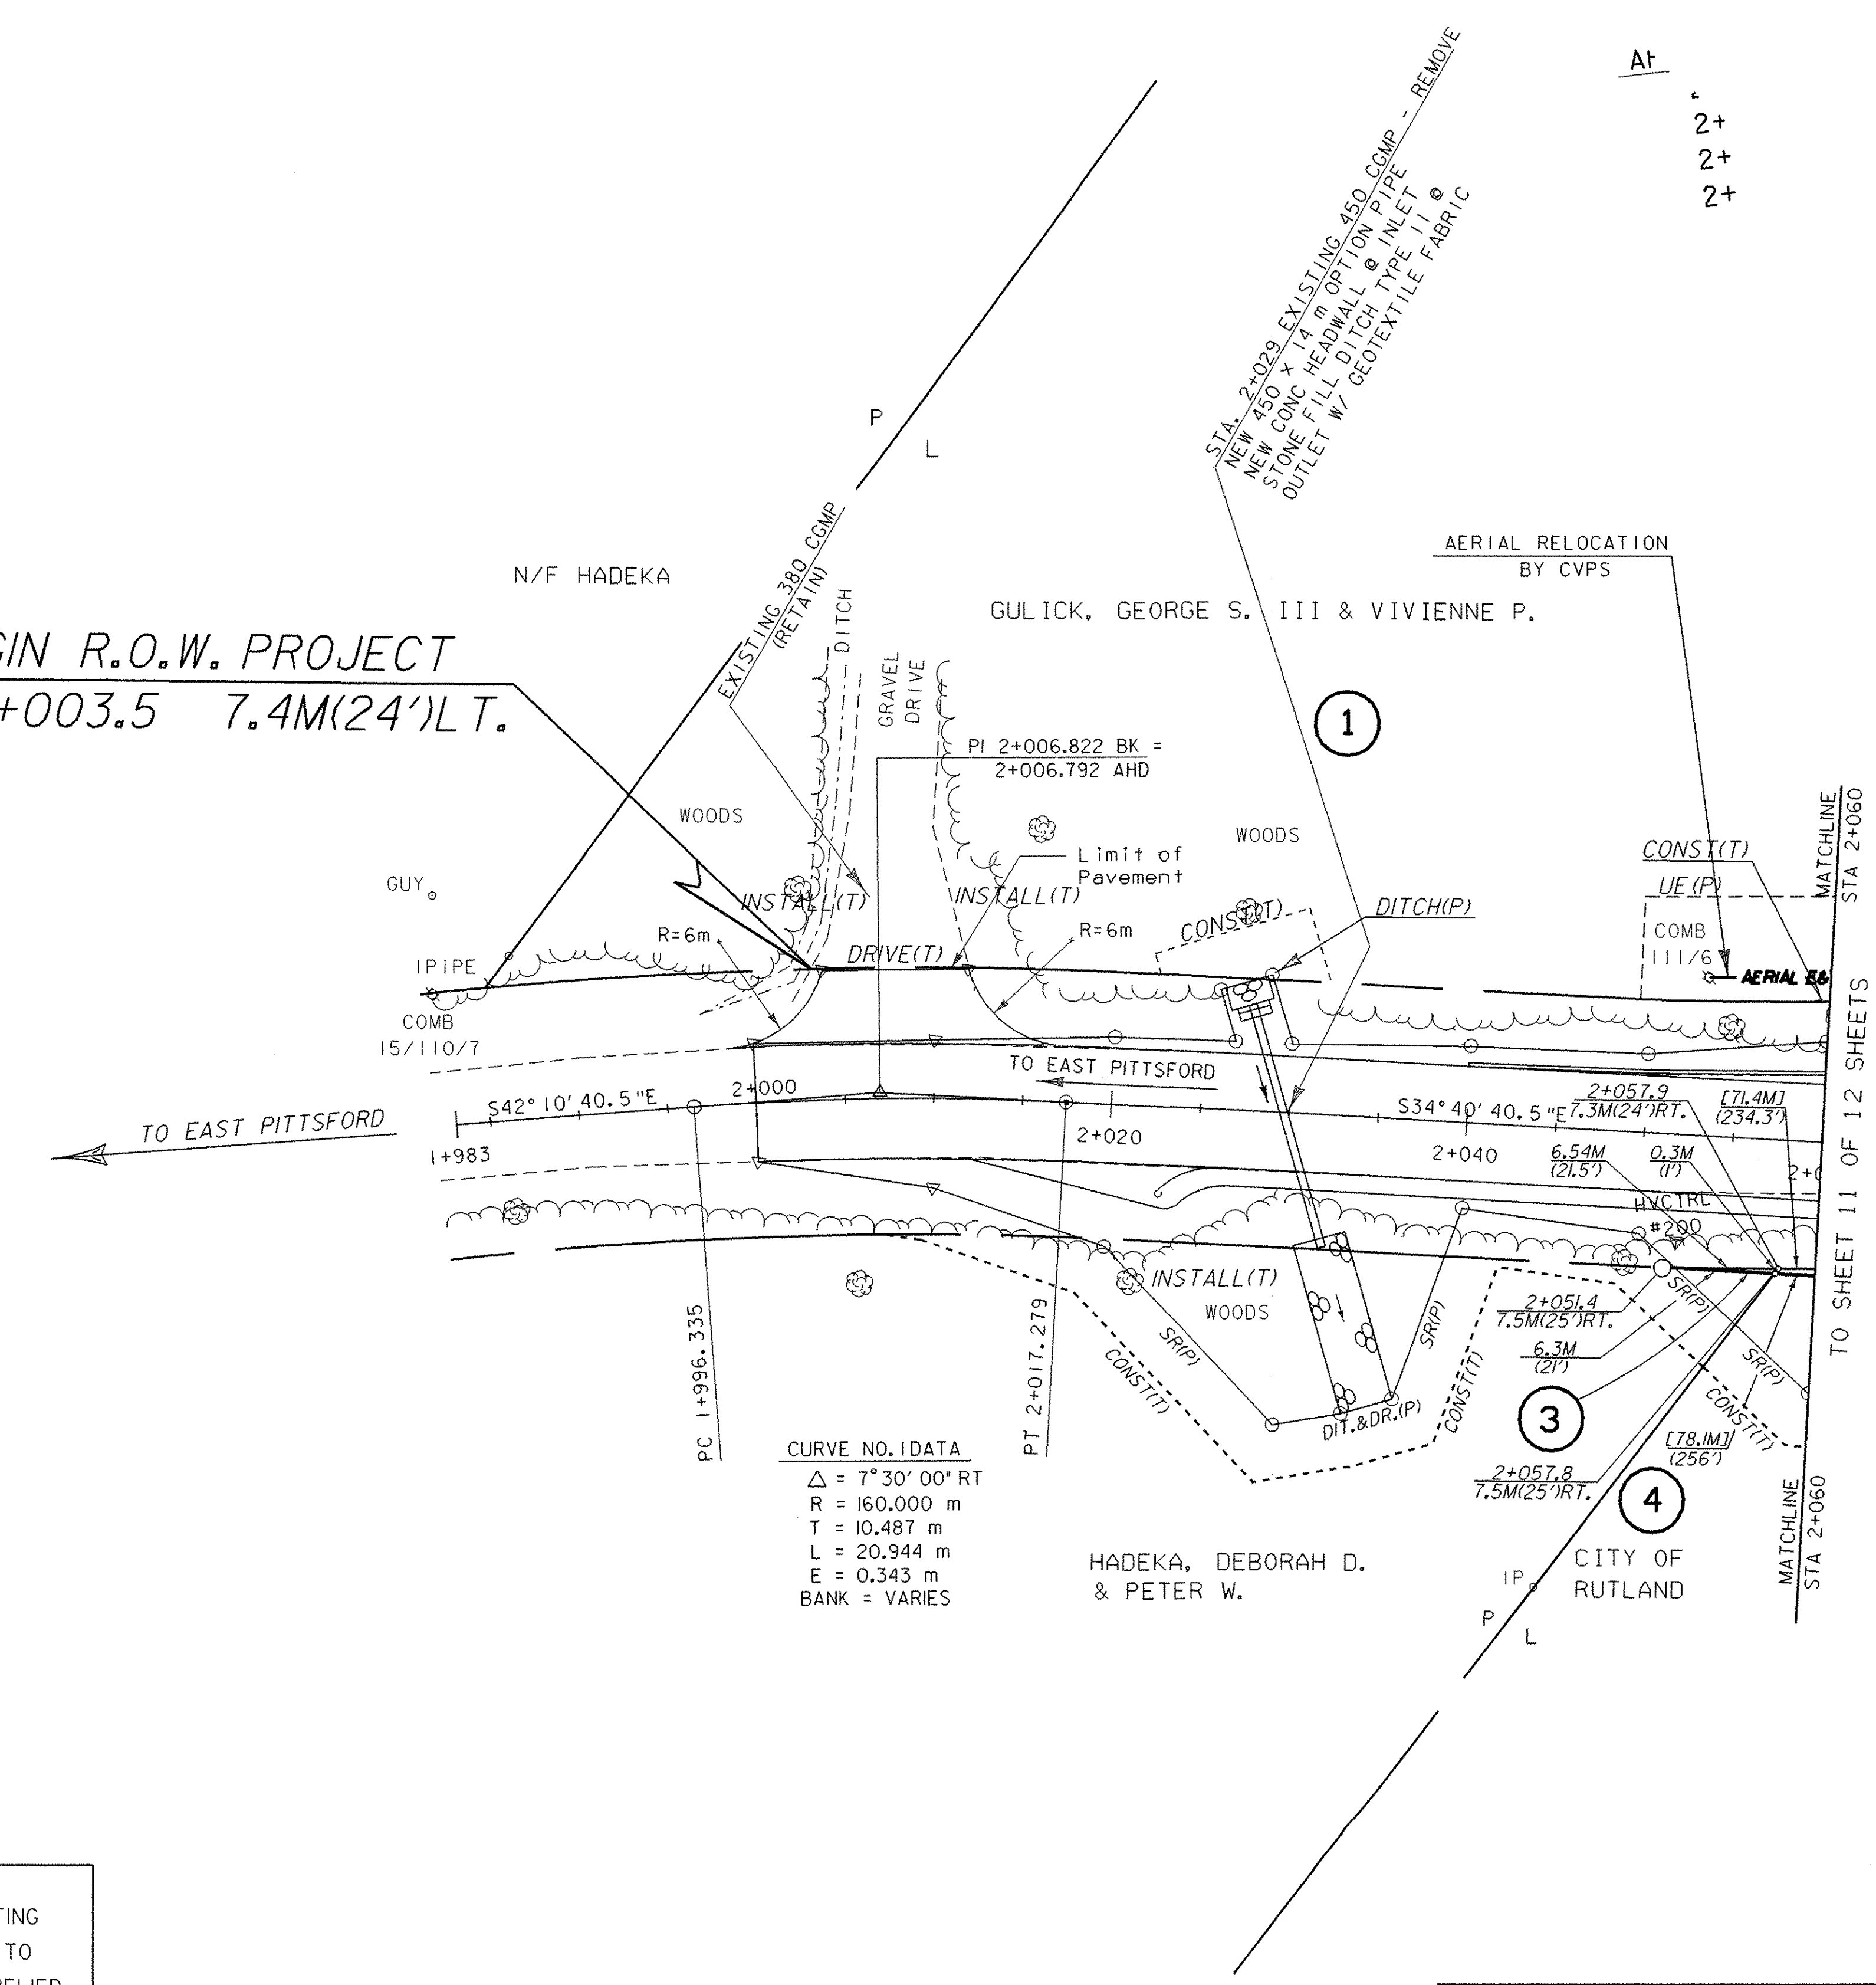 AH
2+
2+
2+
STA. 2+029 EXISTING 450 CGMP - REMOVE
NEW 450 X 14 m OPTION PIPE
NEW CONC HEADWALL @ INLET
STONE FILL DITCH TYPE II @
OUTLET W/ GEOTEXTILE FABRIC
P
L
EXISTING 380 CGMP
(RETAIN)
DITCH
N/F HADEKA
AERIAL RELOCATION
BY CVPS
GULICK, GEORGE S. III & VIVIENNE P.
GIN R.O.W. PROJECT
+003.5 7.4M(24')LT.
GRAVEL
DRIVE
1
PI 2+006.822 BK =
2+006.792 AHD
WOODS
WOODS
Limit of
Pavement
MATCHLINE
STA 2+060
CONST(T)
UE(P)
GUY
INSTALL(T)
INSTALL(T)
CONST(T)
DITCH(P)
R=6m
DRIVE(T)
R=6m
COMB
111/6
AERIAL E&
IPIPE
COMB
15/110/7
TO EAST PITTSFORD
S42° 10' 40.5"E
2+000
TO EAST PITTSFORD
1+983
2+020
S34° 40' 40.5"E
2+040
2+057.9
7.3M(24')RT.
[71.4M]
(234.3')
6.54M
(21.5')
0.3M
(1')
HVCTRL
#200
TO SHEET 11 OF 12 SHEETS
INSTALL(T)
WOODS
SR(P)
SR(P)
SR(P)
SR(P)
CONST(T)
CONST(T)
CONST(T)
DIT.&DR.(P)
2+051.4
7.5M(25')RT.
6.3M
(21')
3
[78.1M]
(256')
2+057.8
7.5M(25')RT.
4
PC 1+996.335
PT 2+017.279
CURVE NO. 1 DATA
△ = 7°30'00" RT
R = 160.000 m
T = 10.487 m
L = 20.944 m
E = 0.343 m
BANK = VARIES
HADEKA, DEBORAH D.
& PETER W.
CITY OF
RUTLAND
IP
P
L
MATCHLINE
STA 2+060
TING
TO